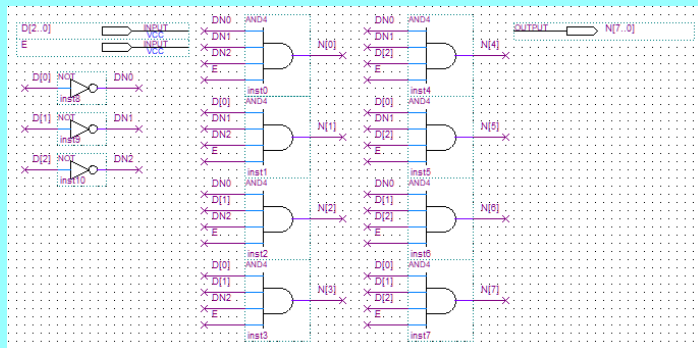 D[2..0] INPUT VCC
E INPUT VCC
D[0] NOT DN0
inst8
D[1] NOT DN1
inst9
D[2] NOT DN2
inst10
DN0 AND4
DN1
DN2 N[0]
E
inst0
D[0] AND4
DN1
DN2 N[1]
E
inst1
DN0 AND4
D[1]
DN2 N[2]
E
inst2
D[0] AND4
D[1]
DN2 N[3]
E
inst3
DN0 AND4
DN1
D[2] N[4]
E
inst4
D[0] AND4
DN1
D[2] N[5]
E
inst5
DN0 AND4
D[1]
D[2] N[6]
E
inst6
D[0] AND4
D[1]
D[2] N[7]
E
inst7
OUTPUT N[7..0]